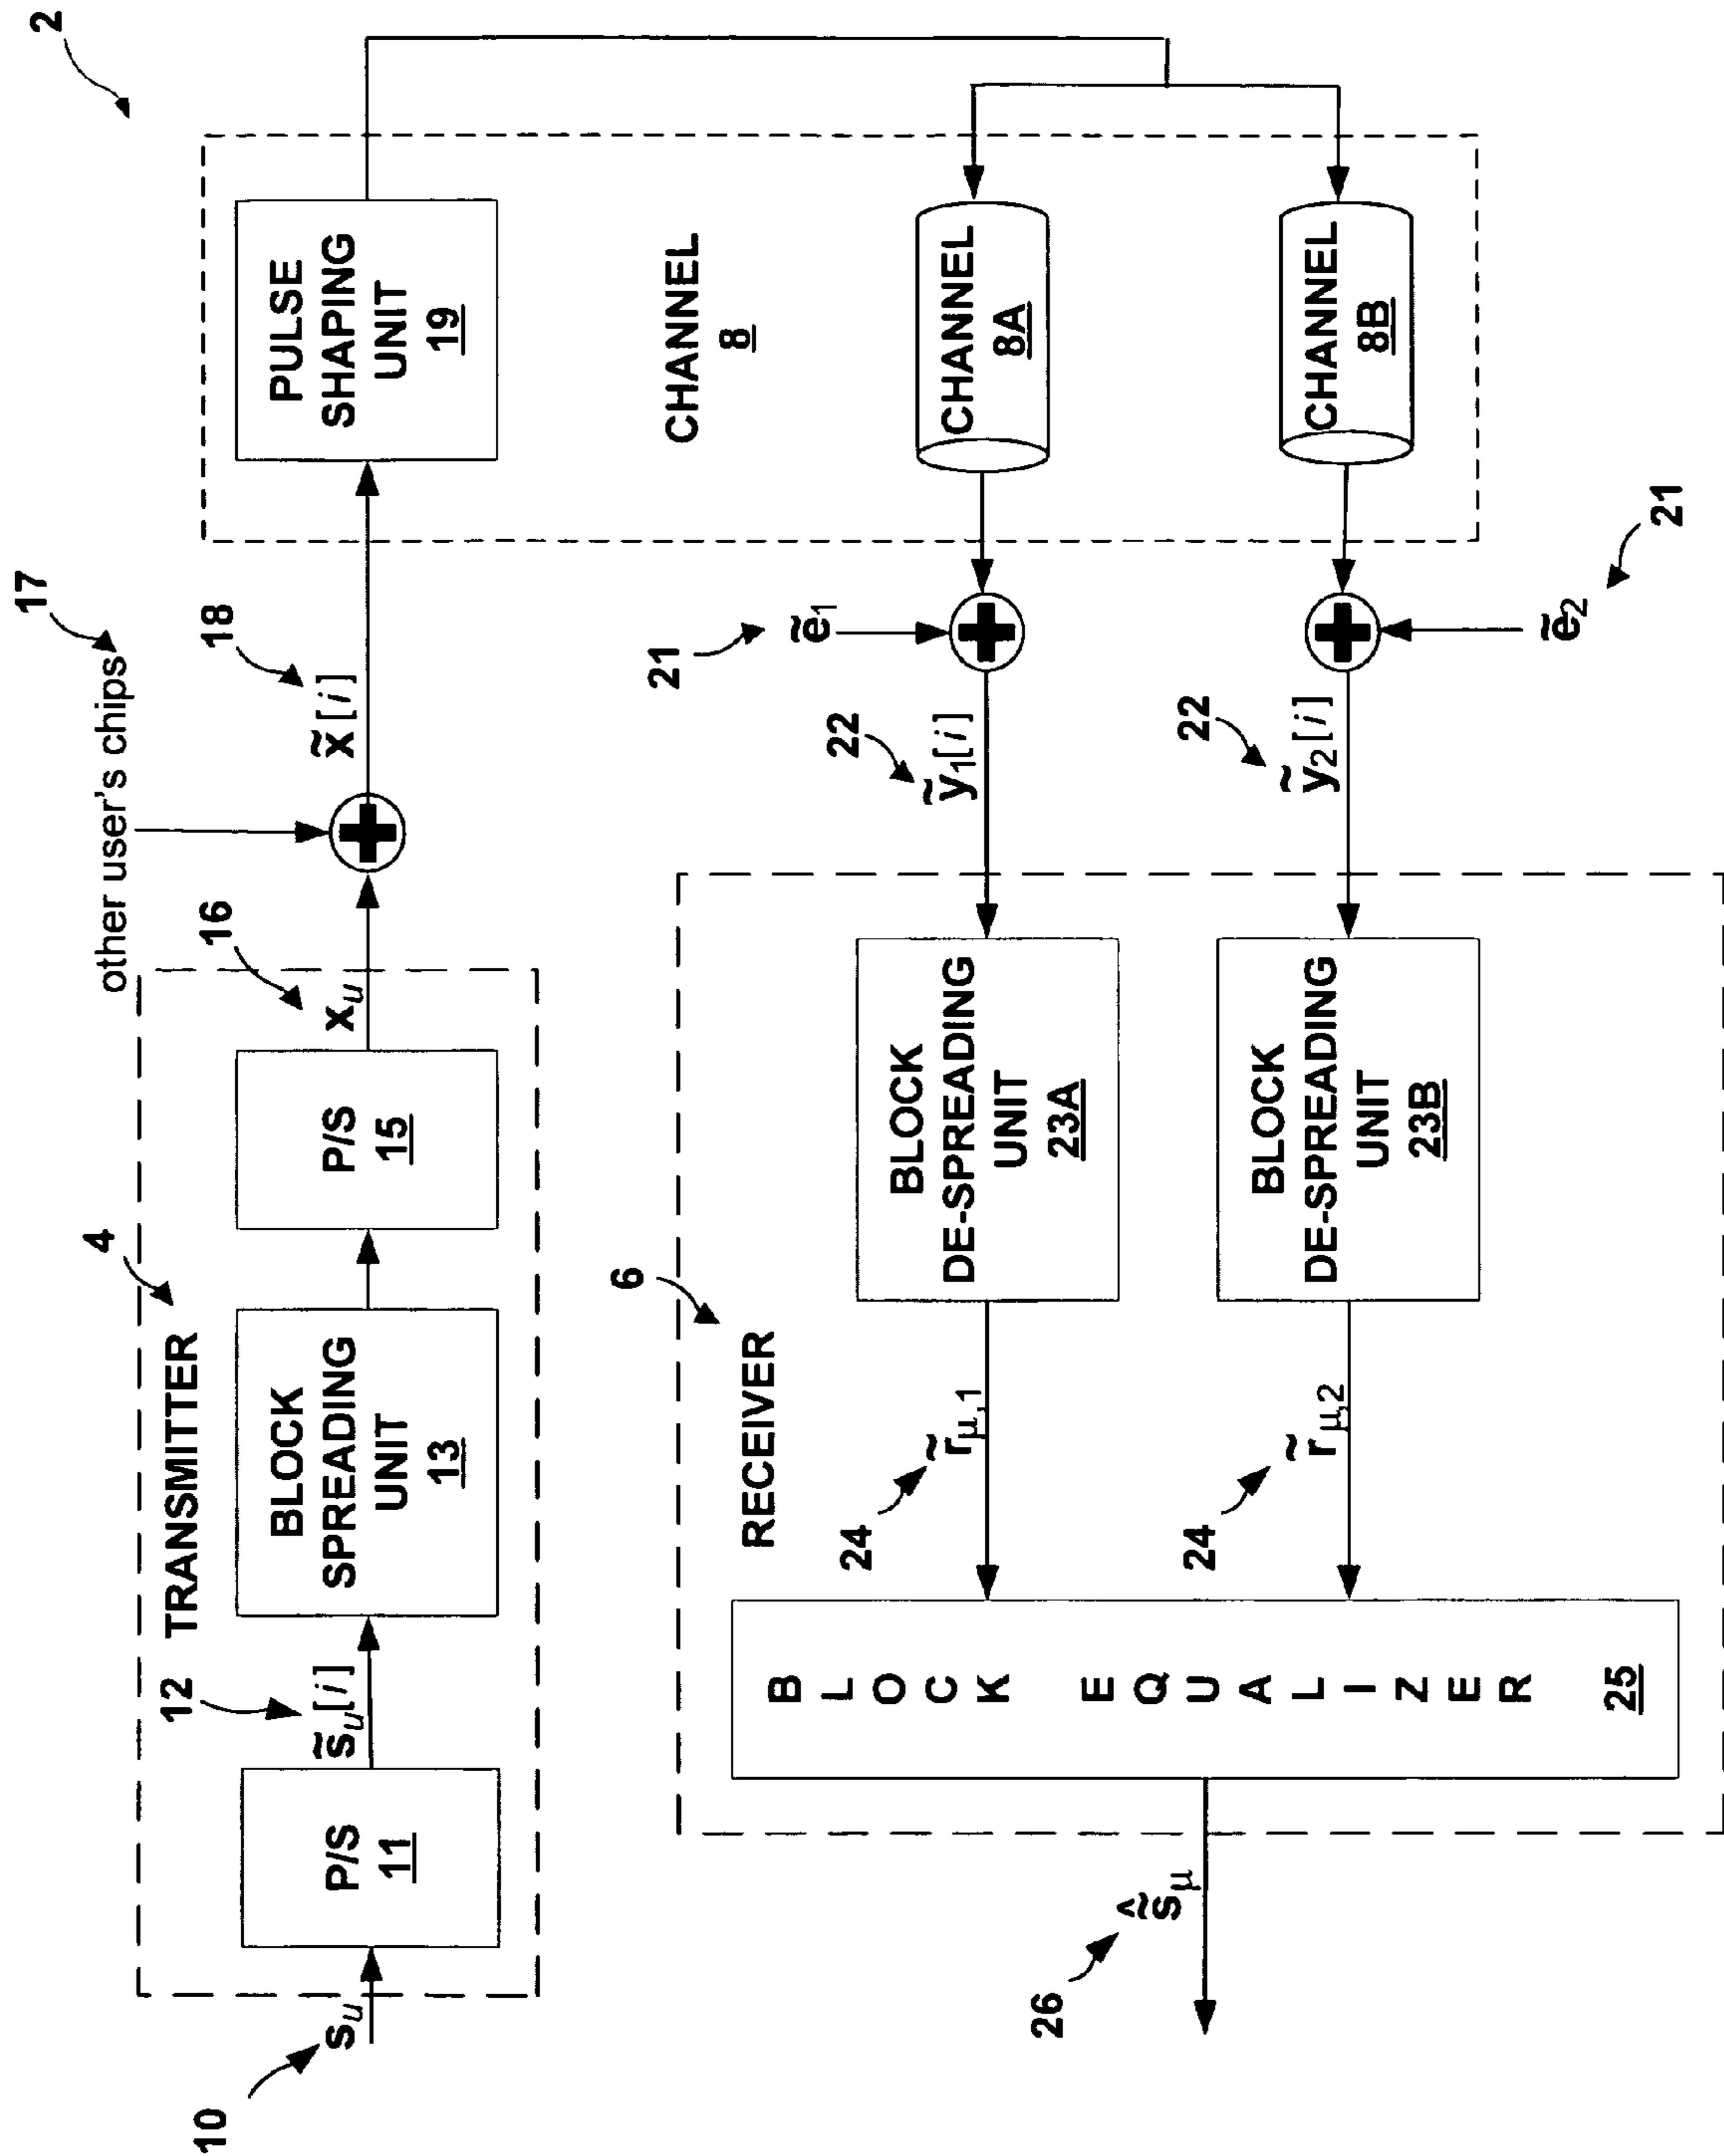 2
other user's chips
17
4
TRANSMITTER
10
s_u
P/S
11
12
s̃_u[i]
BLOCK
SPREADING
UNIT
13
P/S
15
16
x_u
18
x̃[i]
PULSE
SHAPING
UNIT
19
CHANNEL
8
CHANNEL
8A
CHANNEL
8B
21
ẽ₁
21
ẽ₂
22
ỹ₁[i]
22
ỹ₂[i]
6
RECEIVER
BLOCK
DE-SPREADING
UNIT
23A
BLOCK
DE-SPREADING
UNIT
23B
24
r̃_μ,1
24
r̃_μ,2
BLOCK EQUALIZER
25
26
s̃̂_μ